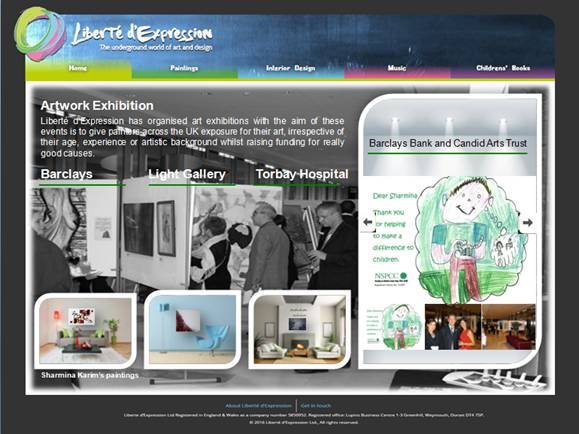 Liberté d'Expression
The underground world of art and design
Home Paintings Interior Design Music Childrens' Books
Artwork Exhibition
Liberte d'Expression has organised art exhibitions with the aim of these
events is to give painters across the UK exposure for their art, irrespective of
their age, experience or artistic background whilst raising funding for really
good causes.
Barclays Light Gallery Torbay Hospital
Barclays Bank and Candid Arts Trust
Dear Sharmina
Thank you
for helping
to make a
difference to
children.
NSPCC
Sharmina Karim's paintings
About Liberté d'Expression Get in touch
Liberte d'Expression Ltd Registered in England & Wales as a company number 5850952. Registered office: Lupins Business Centre 1-3 Greenhill, Weymouth, Dorset DT4 7SP.
© 2016 Liberté d'Expression Ltd., All rights reserved.